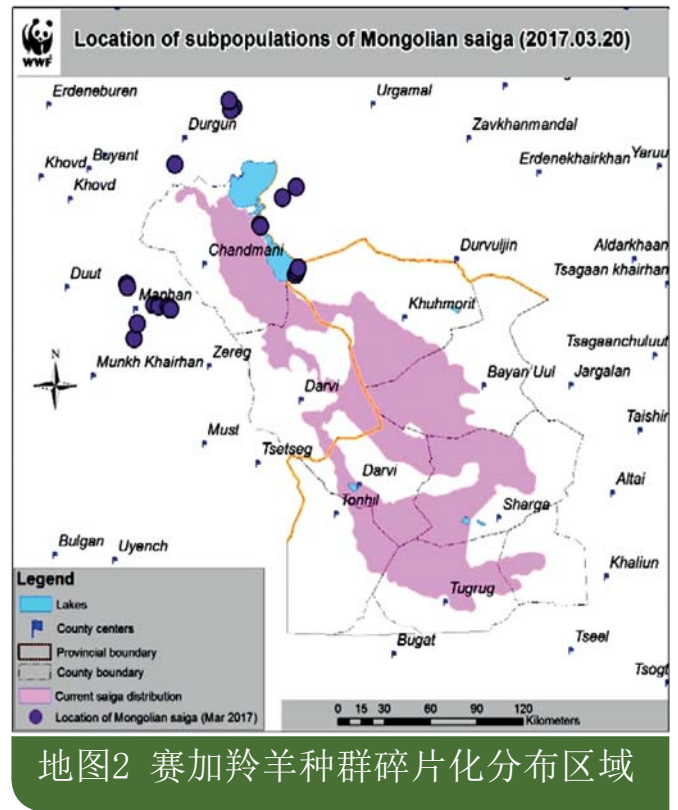 WWF
Location of subpopulations of Mongolian saiga (2017.03.20)
Erdeneburen
Urgamal
Durgun
Zavkhanmandal
Khovd Buyant
Erdenekhairkhan Yaruu
Khovd
Chandmani
Durvuljin
Aldarkhaan
Duut
Tsagaan khairhan
Manhan
Khuhmorit
N
Tsagaanchuluut
Munkh Khairhan
Zereg
Bayan Uul
Jargalan
Darvi
Taishir
Must
Tsetseg
Darvi
Altai
Tonhil
Sharga
Bulgan
Uyench
Khaliun
Tugrug
Bugat
Tseel
Tsogt
Legend
Lakes
County centers
Provincial boundary
County boundary
Current saiga distribution
Location of Mongolian saiga (Mar 2017)
0 15 30 60 90 120
Kilometers
地图2 赛加羚羊种群碎片化分布区域